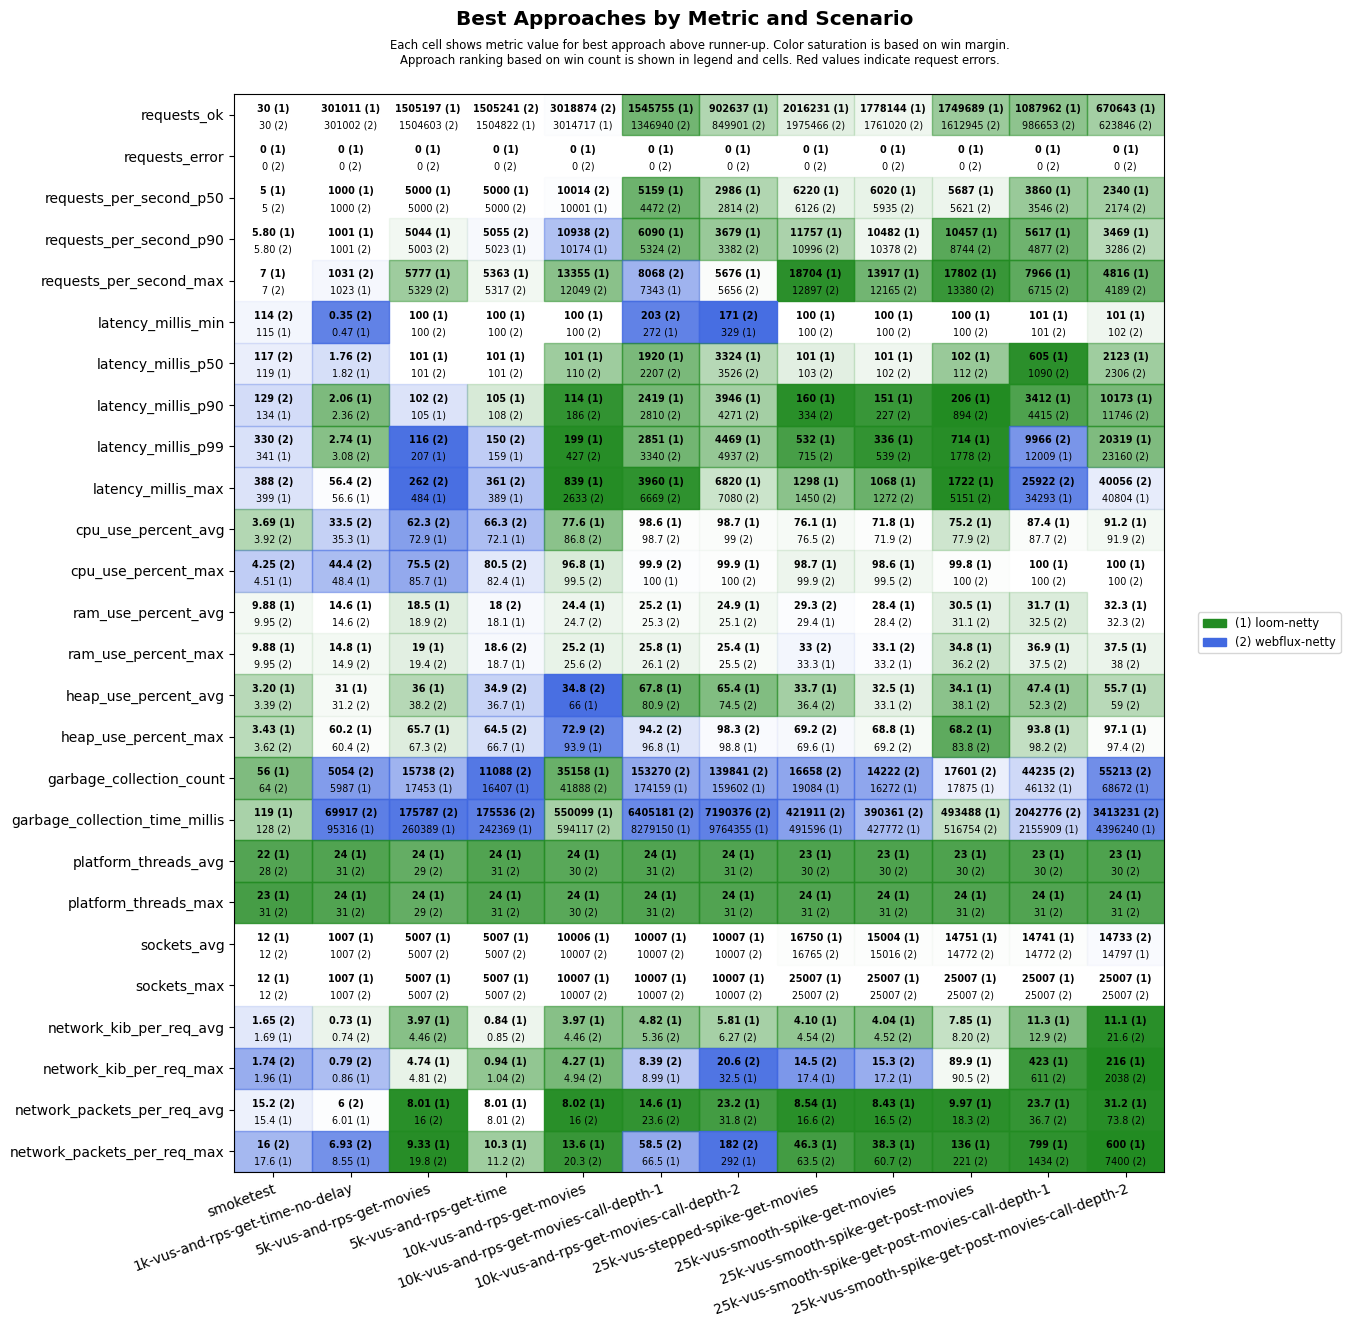 Best Approaches by Metric and Scenario
Each cell shows metric value for best approach above runner-up. Color saturation is based on win margin.
Approach ranking based on win count is shown in legend and cells. Red values indicate request errors.
requests_ok
30 (1) 301011 (1) 1505197 (1) 1505241 (2) 3018874 (2) 1545755 (1) 902637 (1) 2016231 (1) 1778144 (1) 1749689 (1) 1087962 (1) 670643 (1)
30 (2) 301002 (2) 1504603 (2) 1504822 (1) 3014717 (1) 1346940 (2) 849901 (2) 1975466 (2) 1761020 (2) 1612945 (2) 986653 (2) 623846 (2)
requests_error
0 (1) 0 (1) 0 (1) 0 (1) 0 (1) 0 (1) 0 (1) 0 (1) 0 (1) 0 (1) 0 (1) 0 (1)
0 (2) 0 (2) 0 (2) 0 (2) 0 (2) 0 (2) 0 (2) 0 (2) 0 (2) 0 (2) 0 (2) 0 (2)
requests_per_second_p50
5 (1) 1000 (1) 5000 (1) 5000 (1) 10014 (2) 5159 (1) 2986 (1) 6220 (1) 6020 (1) 5687 (1) 3860 (1) 2340 (1)
5 (2) 1000 (2) 5000 (2) 5000 (2) 10001 (1) 4472 (2) 2814 (2) 6126 (2) 5935 (2) 5621 (2) 3546 (2) 2174 (2)
requests_per_second_p90
5.80 (1) 1001 (1) 5044 (1) 5055 (2) 10938 (2) 6090 (1) 3679 (1) 11757 (1) 10482 (1) 10457 (1) 5617 (1) 3469 (1)
5.80 (2) 1001 (2) 5003 (2) 5023 (1) 10174 (1) 5324 (2) 3382 (2) 10996 (2) 10378 (2) 8744 (2) 4877 (2) 3286 (2)
requests_per_second_max
7 (1) 1031 (2) 5777 (1) 5363 (1) 13355 (1) 8068 (2) 5676 (1) 18704 (1) 13917 (1) 17802 (1) 7966 (1) 4816 (1)
7 (2) 1023 (1) 5329 (2) 5317 (2) 12049 (2) 7343 (1) 5656 (2) 12897 (2) 12165 (2) 13380 (2) 6715 (2) 4189 (2)
latency_millis_min
114 (2) 0.35 (2) 100 (1) 100 (1) 100 (1) 203 (2) 171 (2) 100 (1) 100 (1) 100 (1) 101 (1) 101 (1)
115 (1) 0.47 (1) 100 (2) 100 (2) 100 (2) 272 (1) 329 (1) 100 (2) 100 (2) 100 (2) 101 (2) 102 (2)
latency_millis_p50
117 (2) 1.76 (2) 101 (1) 101 (1) 101 (1) 1920 (1) 3324 (1) 101 (1) 101 (1) 102 (1) 605 (1) 2123 (1)
119 (1) 1.82 (1) 101 (2) 101 (2) 110 (2) 2207 (2) 3526 (2) 103 (2) 102 (2) 112 (2) 1090 (2) 2306 (2)
latency_millis_p90
129 (2) 2.06 (1) 102 (2) 105 (1) 114 (1) 2419 (1) 3946 (1) 160 (1) 151 (1) 206 (1) 3412 (1) 10173 (1)
134 (1) 2.36 (2) 105 (1) 108 (2) 186 (2) 2810 (2) 4271 (2) 334 (2) 227 (2) 894 (2) 4415 (2) 11746 (2)
latency_millis_p99
330 (2) 2.74 (1) 116 (2) 150 (2) 199 (1) 2851 (1) 4469 (1) 532 (1) 336 (1) 714 (1) 9966 (2) 20319 (1)
341 (1) 3.08 (2) 207 (1) 159 (1) 427 (2) 3340 (2) 4937 (2) 715 (2) 539 (2) 1778 (2) 12009 (1) 23160 (2)
latency_millis_max
388 (2) 56.4 (2) 262 (2) 361 (2) 839 (1) 3960 (1) 6820 (1) 1298 (1) 1068 (1) 1722 (1) 25922 (2) 40056 (2)
399 (1) 56.6 (1) 484 (1) 389 (1) 2633 (2) 6669 (2) 7080 (2) 1450 (2) 1272 (2) 5151 (2) 34293 (1) 40804 (1)
cpu_use_percent_avg
3.69 (1) 33.5 (2) 62.3 (2) 66.3 (2) 77.6 (1) 98.6 (1) 98.7 (1) 76.1 (1) 71.8 (1) 75.2 (1) 87.4 (1) 91.2 (1)
3.92 (2) 35.3 (1) 72.9 (1) 72.1 (1) 86.8 (2) 98.7 (2) 99 (2) 76.5 (2) 71.9 (2) 77.9 (2) 87.7 (2) 91.9 (2)
cpu_use_percent_max
4.25 (2) 44.4 (2) 75.5 (2) 80.5 (2) 96.8 (1) 99.9 (2) 99.9 (1) 98.7 (1) 98.6 (1) 99.8 (1) 100 (1) 100 (1)
4.51 (1) 48.4 (1) 85.7 (1) 82.4 (1) 99.5 (2) 100 (1) 100 (2) 99.9 (2) 99.5 (2) 100 (2) 100 (2) 100 (2)
ram_use_percent_avg
9.88 (1) 14.6 (1) 18.5 (1) 18 (2) 24.4 (1) 25.2 (1) 24.9 (1) 29.3 (2) 28.4 (1) 30.5 (1) 31.7 (1) 32.3 (1)
9.95 (2) 14.6 (2) 18.9 (2) 18.1 (1) 24.7 (2) 25.3 (2) 25.1 (2) 29.4 (1) 28.4 (2) 31.1 (2) 32.5 (2) 32.3 (2)
ram_use_percent_max
9.88 (1) 14.8 (1) 19 (1) 18.6 (2) 25.2 (1) 25.8 (1) 25.4 (1) 33 (2) 33.1 (2) 34.8 (1) 36.9 (1) 37.5 (1)
9.95 (2) 14.9 (2) 19.4 (2) 18.7 (1) 25.6 (2) 26.1 (2) 25.5 (2) 33.3 (1) 33.2 (1) 36.2 (2) 37.5 (2) 38 (2)
heap_use_percent_avg
3.20 (1) 31 (1) 36 (1) 34.9 (2) 34.8 (2) 67.8 (1) 65.4 (1) 33.7 (1) 32.5 (1) 34.1 (1) 47.4 (1) 55.7 (1)
3.39 (2) 31.2 (2) 38.2 (2) 36.7 (1) 66 (1) 80.9 (2) 74.5 (2) 36.4 (2) 33.1 (2) 38.1 (2) 52.3 (2) 59 (2)
heap_use_percent_max
3.43 (1) 60.2 (1) 65.7 (1) 64.5 (2) 72.9 (2) 94.2 (2) 98.3 (2) 69.2 (2) 68.8 (1) 68.2 (1) 93.8 (1) 97.1 (1)
3.62 (2) 60.4 (2) 67.3 (2) 66.7 (1) 93.9 (1) 96.8 (1) 98.8 (1) 69.6 (1) 69.2 (2) 83.8 (2) 98.2 (2) 97.4 (2)
garbage_collection_count
56 (1) 5054 (2) 15738 (2) 11088 (2) 35158 (1) 153270 (2) 139841 (2) 16658 (2) 14222 (2) 17601 (2) 44235 (2) 55213 (2)
64 (2) 5987 (1) 17453 (1) 16407 (1) 41888 (2) 174159 (1) 159602 (1) 19084 (1) 16272 (1) 17875 (1) 46132 (1) 68672 (1)
garbage_collection_time_millis
119 (1) 69917 (2) 175787 (2) 175536 (2) 550099 (1) 6405181 (2) 7190376 (2) 421911 (2) 390361 (2) 493488 (1) 2042776 (2) 3413231 (2)
128 (2) 95316 (1) 260389 (1) 242369 (1) 594117 (2) 8279150 (1) 9764355 (1) 491596 (1) 427772 (1) 516754 (2) 2155909 (1) 4396240 (1)
platform_threads_avg
22 (1) 24 (1) 24 (1) 24 (1) 24 (1) 24 (1) 24 (1) 23 (1) 23 (1) 23 (1) 23 (1) 23 (1)
28 (2) 31 (2) 29 (2) 31 (2) 30 (2) 31 (2) 31 (2) 30 (2) 30 (2) 30 (2) 30 (2) 30 (2)
platform_threads_max
23 (1) 24 (1) 24 (1) 24 (1) 24 (1) 24 (1) 24 (1) 24 (1) 24 (1) 24 (1) 24 (1) 24 (1)
31 (2) 31 (2) 29 (2) 31 (2) 30 (2) 31 (2) 31 (2) 31 (2) 31 (2) 31 (2) 31 (2) 31 (2)
sockets_avg
12 (1) 1007 (1) 5007 (1) 5007 (1) 10006 (1) 10007 (1) 10007 (1) 16750 (1) 15004 (1) 14751 (1) 14741 (1) 14733 (2)
12 (2) 1007 (2) 5007 (2) 5007 (2) 10007 (2) 10007 (2) 10007 (2) 16765 (2) 15016 (2) 14772 (2) 14772 (2) 14797 (1)
sockets_max
12 (1) 1007 (1) 5007 (1) 5007 (1) 10007 (1) 10007 (1) 10007 (1) 25007 (1) 25007 (1) 25007 (1) 25007 (1) 25007 (1)
12 (2) 1007 (2) 5007 (2) 5007 (2) 10007 (2) 10007 (2) 10007 (2) 25007 (2) 25007 (2) 25007 (2) 25007 (2) 25007 (2)
network_kib_per_req_avg
1.65 (2) 0.73 (1) 3.97 (1) 0.84 (1) 3.97 (1) 4.82 (1) 5.81 (1) 4.10 (1) 4.04 (1) 7.85 (1) 11.3 (1) 11.1 (1)
1.69 (1) 0.74 (2) 4.46 (2) 0.85 (2) 4.46 (2) 5.36 (2) 6.27 (2) 4.54 (2) 4.52 (2) 8.20 (2) 12.9 (2) 21.6 (2)
network_kib_per_req_max
1.74 (2) 0.79 (2) 4.74 (1) 0.94 (1) 4.27 (1) 8.39 (2) 20.6 (2) 14.5 (2) 15.3 (2) 89.9 (1) 423 (1) 216 (1)
1.96 (1) 0.86 (1) 4.81 (2) 1.04 (2) 4.94 (2) 8.99 (1) 32.5 (1) 17.4 (1) 17.2 (1) 90.5 (2) 611 (2) 2038 (2)
network_packets_per_req_avg
15.2 (2) 6 (2) 8.01 (1) 8.01 (1) 8.02 (1) 14.6 (1) 23.2 (1) 8.54 (1) 8.43 (1) 9.97 (1) 23.7 (1) 31.2 (1)
15.4 (1) 6.01 (1) 16 (2) 8.01 (2) 16 (2) 23.6 (2) 31.8 (2) 16.6 (2) 16.5 (2) 18.3 (2) 36.7 (2) 73.8 (2)
network_packets_per_req_max
16 (2) 6.93 (2) 9.33 (1) 10.3 (1) 13.6 (1) 58.5 (2) 182 (2) 46.3 (1) 38.3 (1) 136 (1) 799 (1) 600 (1)
17.6 (1) 8.55 (1) 19.8 (2) 11.2 (2) 20.3 (2) 66.5 (1) 292 (1) 63.5 (2) 60.7 (2) 221 (2) 1434 (2) 7400 (2)
smoketest
1k-vus-and-rps-get-time-no-delay
5k-vus-and-rps-get-movies
5k-vus-and-rps-get-time
10k-vus-and-rps-get-movies
10k-vus-and-rps-get-movies-call-depth-1
10k-vus-and-rps-get-movies-call-depth-2
25k-vus-stepped-spike-get-movies
25k-vus-smooth-spike-get-movies
25k-vus-smooth-spike-get-post-movies
25k-vus-smooth-spike-get-post-movies-call-depth-1
25k-vus-smooth-spike-get-post-movies-call-depth-2
(1) loom-netty
(2) webflux-netty